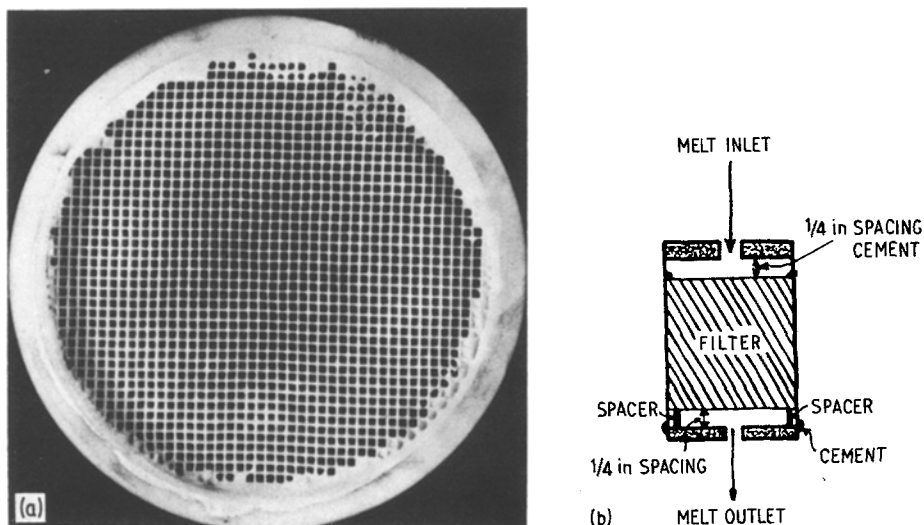 (a)
MELT INLET
1/4 in SPACING
CEMENT
FILTER
SPACER
SPACER
CEMENT
1/4 in SPACING
(b)
MELT OUTLET